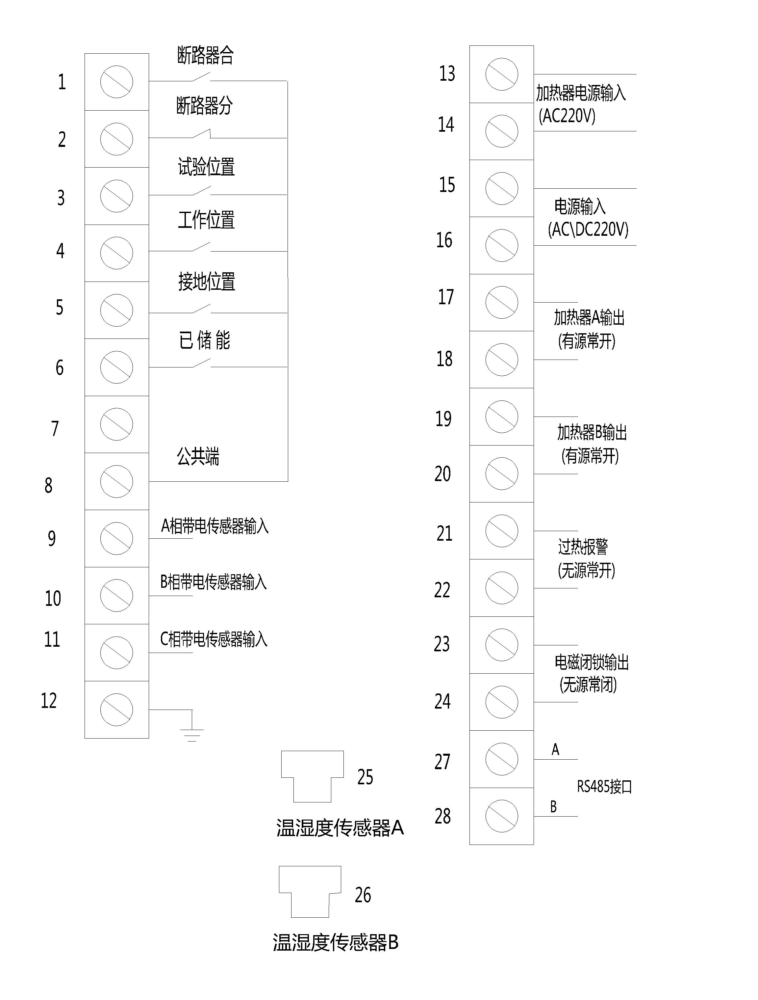 断路器合
1
断路器分
2
试验位置
3
工作位置
4
接地位置
5
已 储 能
6
7
公共端
8
A相带电传感器输入
9
B相带电传感器输入
10
C相带电传感器输入
11
12
25
温湿度传感器A
26
温湿度传感器B
13
加热器电源输入
(AC220V)
14
15
电源输入
(AC\DC220V)
16
17
加热器A输出
(有源常开)
18
19
加热器B输出
(有源常开)
20
21
过热报警
(无源常开)
22
23
电磁闭锁输出
(无源常闭)
24
A
27
RS485接口
B
28